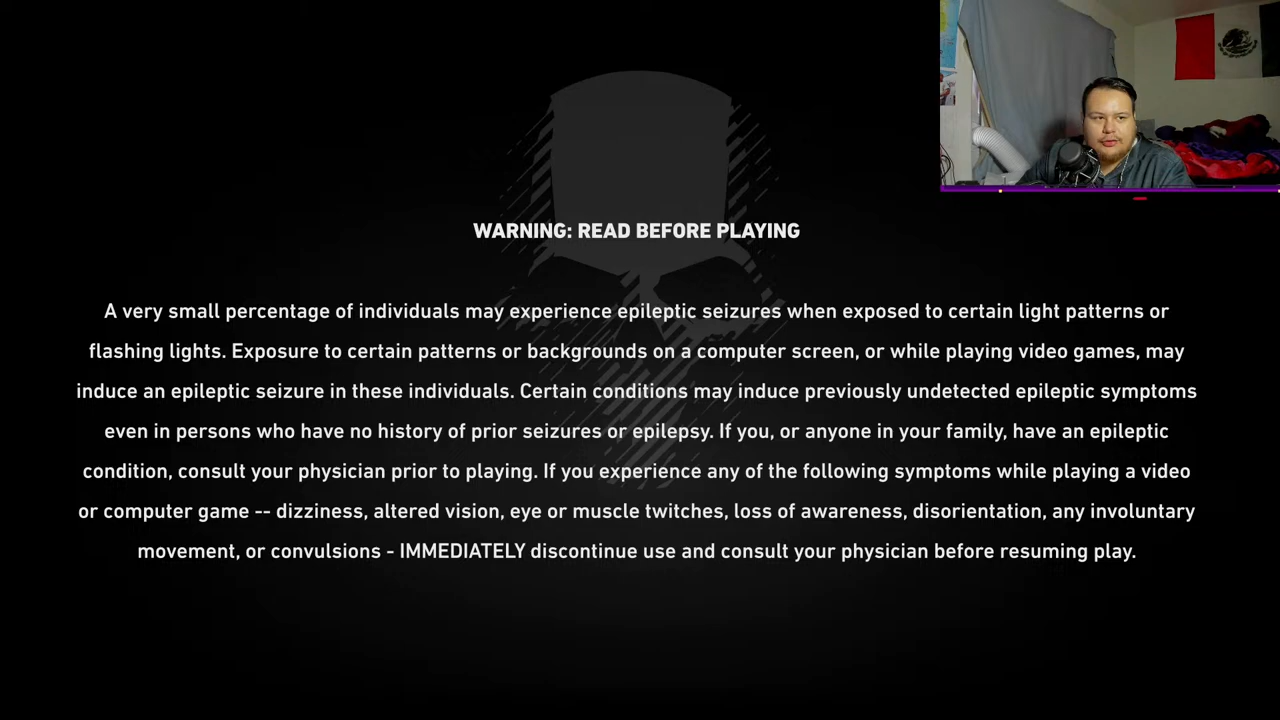 WARNING: READ BEFORE PLAYING
A very small percentage of individuals may experience epileptic seizures when exposed to certain light patterns or
flashing lights. Exposure to certain patterns or backgrounds on a computer screen, or while playing video games, may
induce an epileptic seizure in these individuals. Certain conditions may induce previously undetected epileptic symptoms
even in persons who have no history of prior seizures or epilepsy. If you, or anyone in your family, have an epileptic
condition, consult your physician prior to playing. If you experience any of the following symptoms while playing a video
or computer game -- dizziness, altered vision, eye or muscle twitches, loss of awareness, disorientation, any involuntary
movement, or convulsions - IMMEDIATELY discontinue use and consult your physician before resuming play.